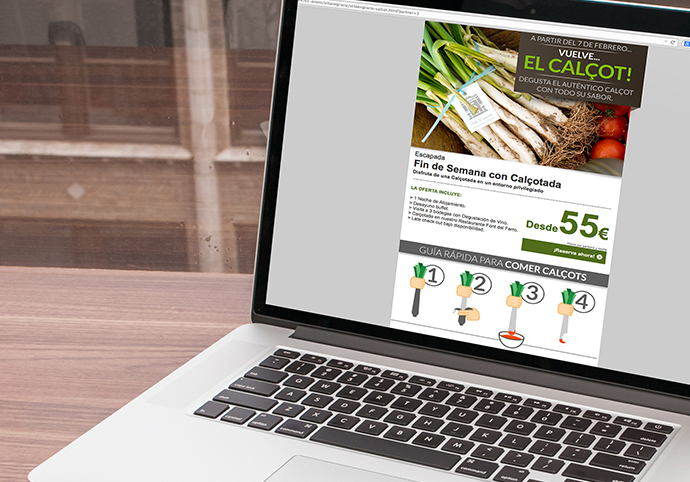 A PARTIR DEL 7 DE FEBRERO...
VUELVE...
EL CALÇOT!
DEGUSTA EL AUTÉNTICO CALÇOT
CON TODO SU SABOR.
Escapada
Fin de Semana con Calçotada
Disfruta de una Calçotada en un entorno privilegiado
LA OFERTA INCLUYE:
> 1 Noche de Alojamiento.
> Desayuno buffet.
> Visita a 3 bodegas con Degustación de Vino.
> Calçotada en nuestro Restaurante Font del Ferro.
> Late check out bajo disponibilidad.
Desde 55€
¡Reserve ahora!
GUÍA RÁPIDA PARA COMER CALÇOTS
1 2 3 4